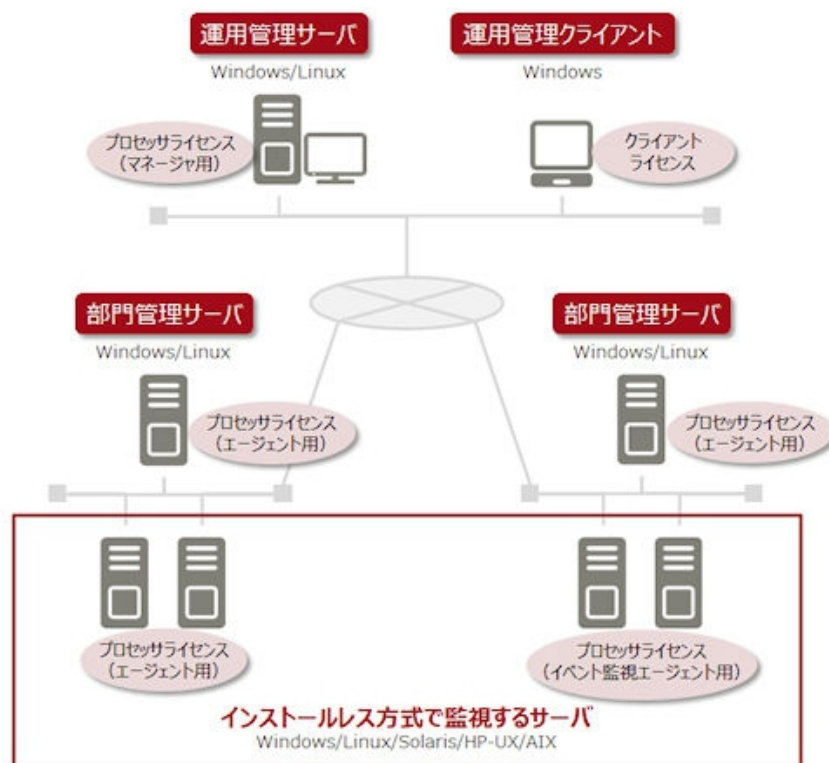 運用管理サーバ
運用管理クライアント
Windows/Linux
Windows
プロセッサライセンス
(マネージャ用)
クライアント
ライセンス
部門管理サーバ
部門管理サーバ
Windows/Linux
Windows/Linux
プロセッサライセンス
(エージェント用)
プロセッサライセンス
(エージェント用)
プロセッサライセンス
(エージェント用)
プロセッサライセンス
(イベント監視エージェント用)
インストールレス方式で監視するサーバ
Windows/Linux/Solaris/HP-UX/AIX